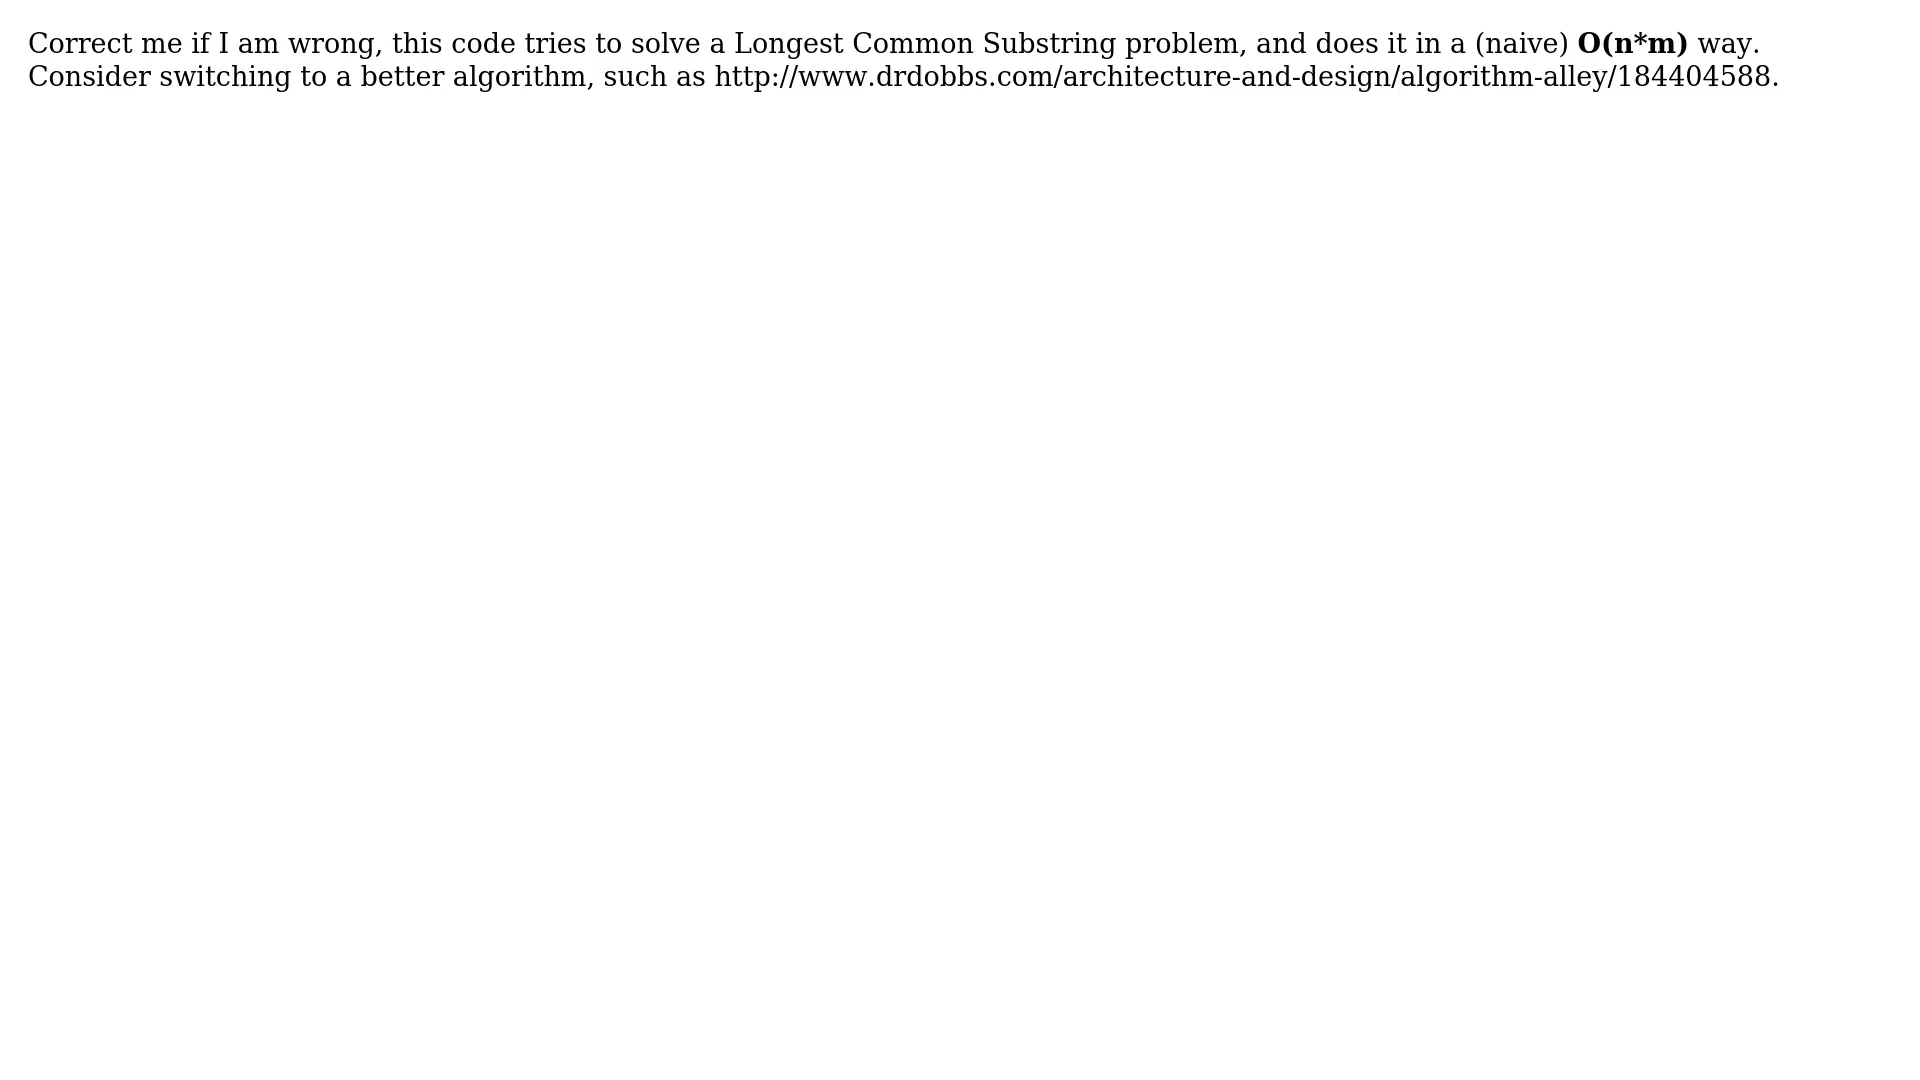 Correct me if I am wrong, this code tries to solve a Longest Common Substring problem, and does it in a (naive) O(n*m) way.
Consider switching to a better algorithm, such as http://www.drdobbs.com/architecture-and-design/algorithm-alley/184404588.